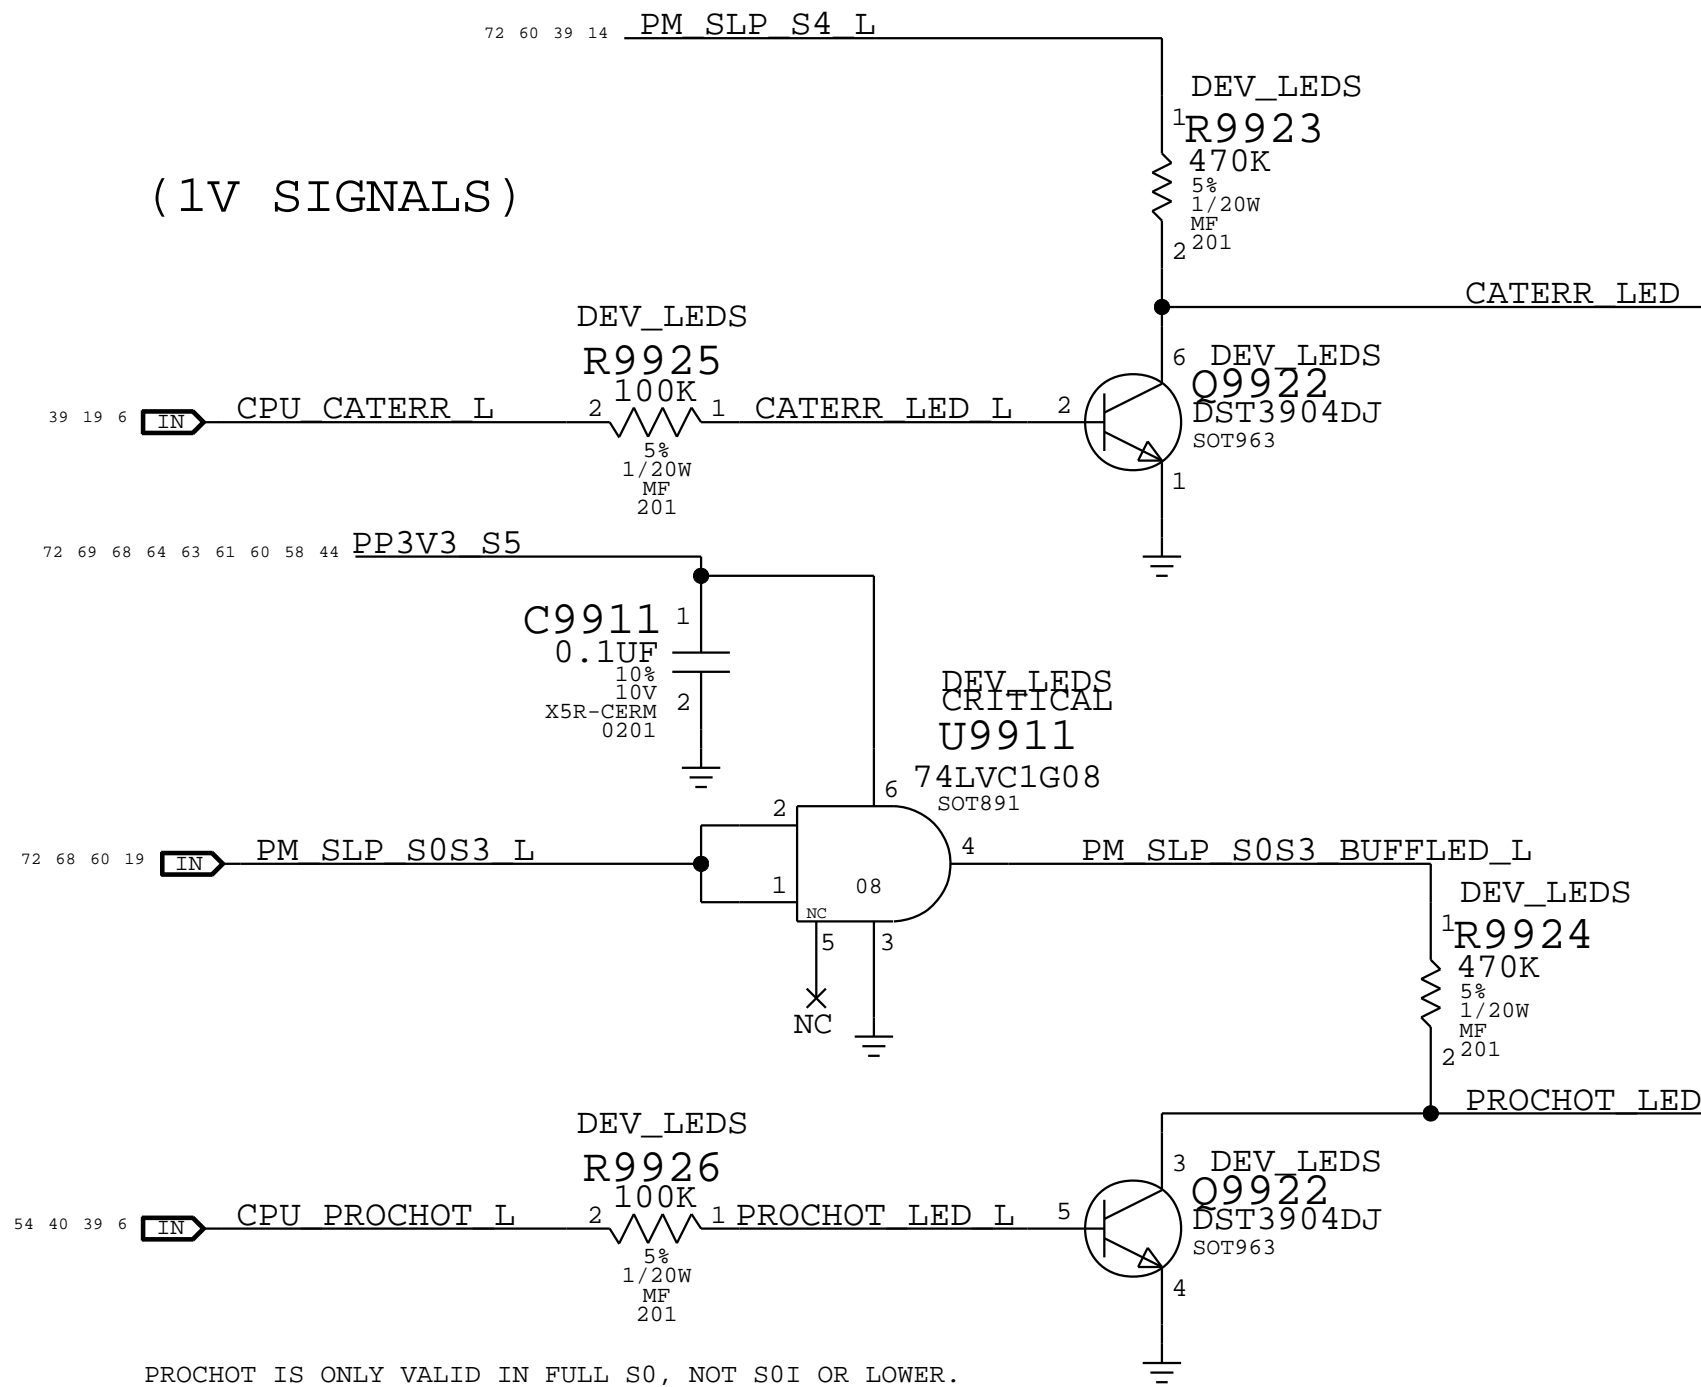 72 60 39 14 PM_SLP_S4_L
DEV_LEDS
1
R9923
470K
5%
1/20W
MF
201
2
(1V SIGNALS)
CATERR_LED
DEV_LEDS
R9925
100K
39 19 6 IN CPU_CATERR_L 2 1 CATERR_LED_L 2
5%
1/20W
MF
201
6 DEV_LEDS
Q9922
DST3904DJ
SOT963
1
72 69 68 64 63 61 60 58 44 PP3V3_S5
C9911 1
0.1UF
10%
10V
X5R-CERM 2
0201
DEV_LEDS
CRITICAL
U9911
74LVC1G08
SOT891
6
2
72 68 60 19 IN PM_SLP_S0S3_L
1
08
NC
5
3
NC
4 PM_SLP_S0S3_BUFFLED_L
DEV_LEDS
1
R9924
470K
5%
1/20W
MF
201
2
PROCHOT_LED
DEV_LEDS
R9926
100K
54 40 39 6 IN CPU_PROCHOT_L 2 1 PROCHOT_LED_L 5
5%
1/20W
MF
201
3 DEV_LEDS
Q9922
DST3904DJ
SOT963
4
PROCHOT IS ONLY VALID IN FULL S0, NOT S0I OR LOWER.